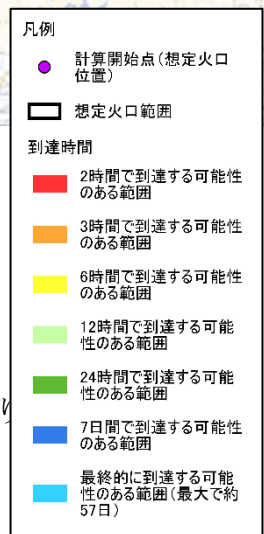 凡例
計算開始点(想定火口
位置)
想定火口範囲
到達時間
2時間で到達する可能性
のある範囲
3時間で到達する可能性
のある範囲
6時間で到達する可能性
のある範囲
12時間で到達する可能
性のある範囲
24時間で到達する可能
性のある範囲
7日間で到達する可能性
のある範囲
最終的に到達する可能
性のある範囲(最大で約
57日)